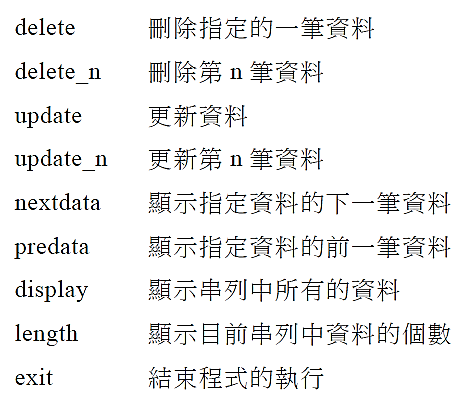 delete 刪除指定的一筆資料
delete_n 刪除第 n 筆資料
update 更新資料
update_n 更新第 n 筆資料
nextdata 顯示指定資料的下一筆資料
predata 顯示指定資料的前一筆資料
display 顯示串列中所有的資料
length 顯示目前串列中資料的個數
exit 結束程式的執行